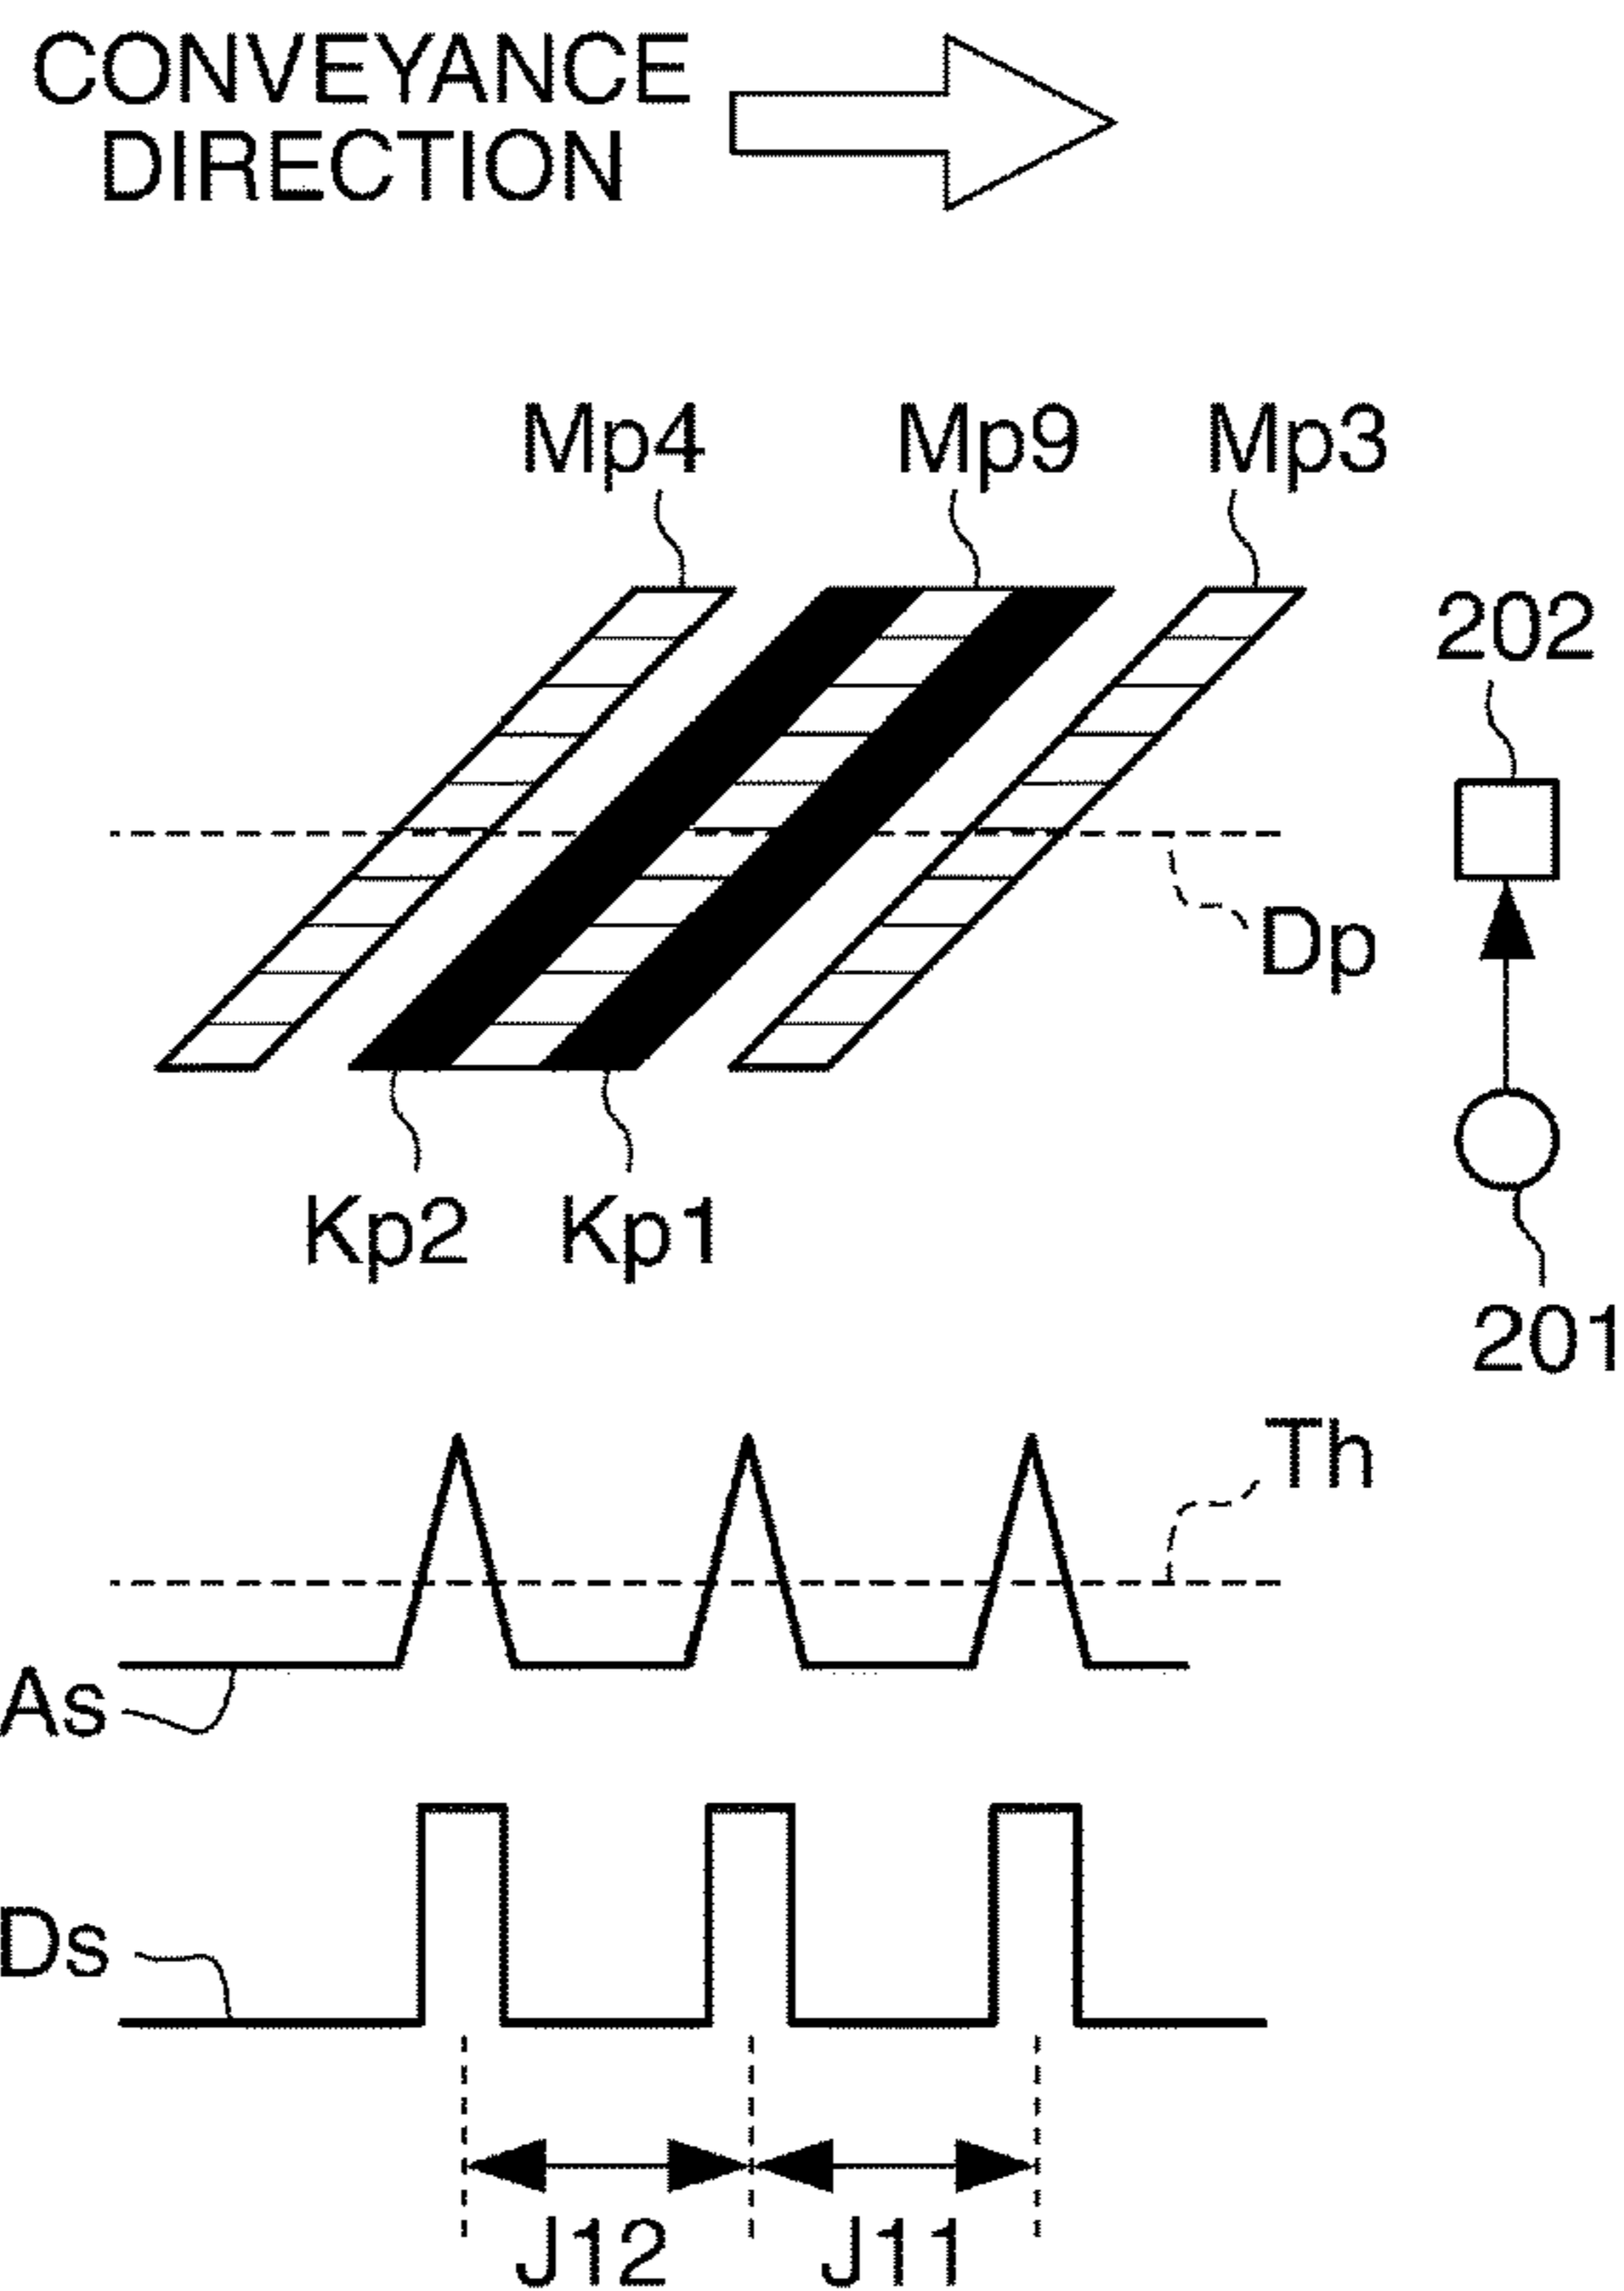 CONVEYANCE
DIRECTION
Mp4 Mp9 Mp3
202
Dp
Kp2 Kp1
201
Th
As
Ds
J12 J11